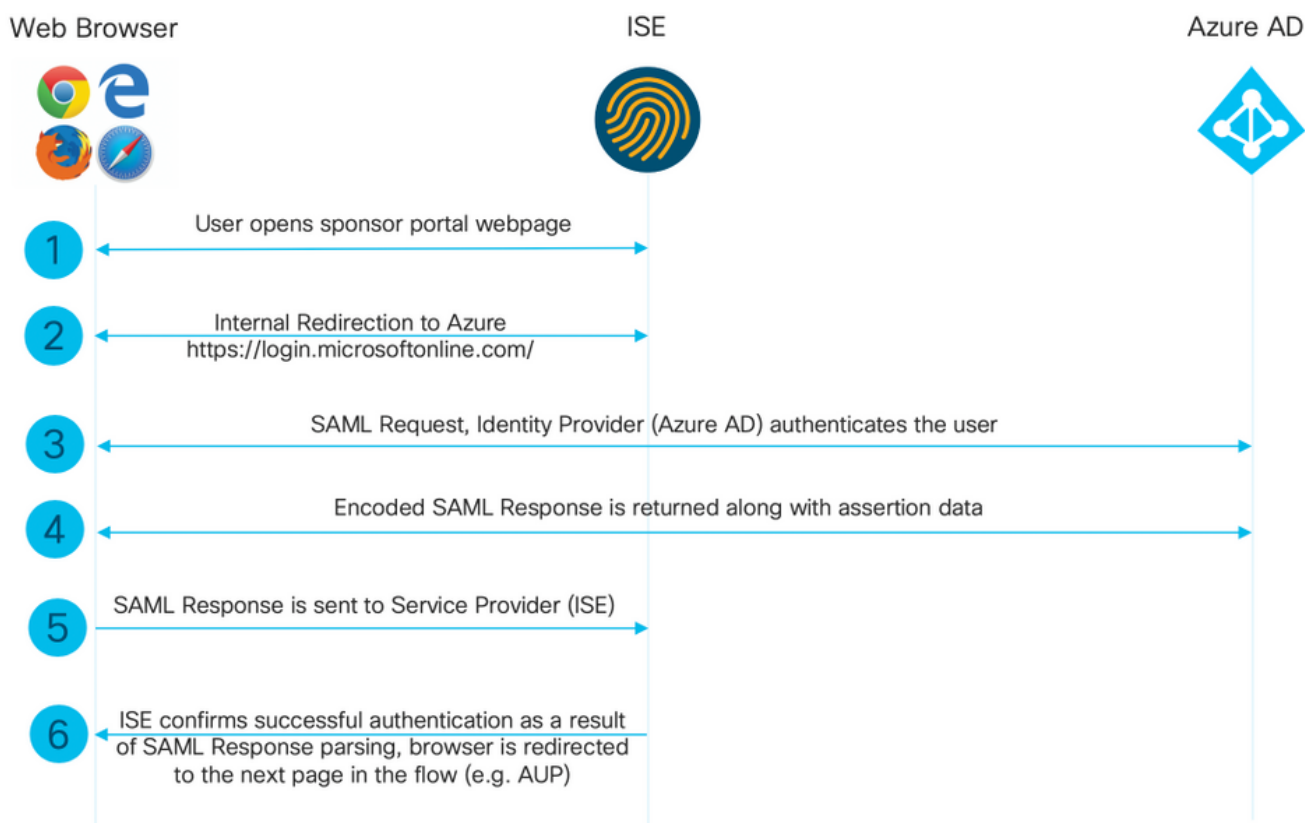 Web Browser
ISE
Azure AD
1
User opens sponsor portal webpage
2
Internal Redirection to Azure
https://login.microsoftonline.com/
3
SAML Request, Identity Provider (Azure AD) authenticates the user
4
Encoded SAML Response is returned along with assertion data
5
SAML Response is sent to Service Provider (ISE)
6
ISE confirms successful authentication as a result
of SAML Response parsing, browser is redirected
to the next page in the flow (e.g. AUP)